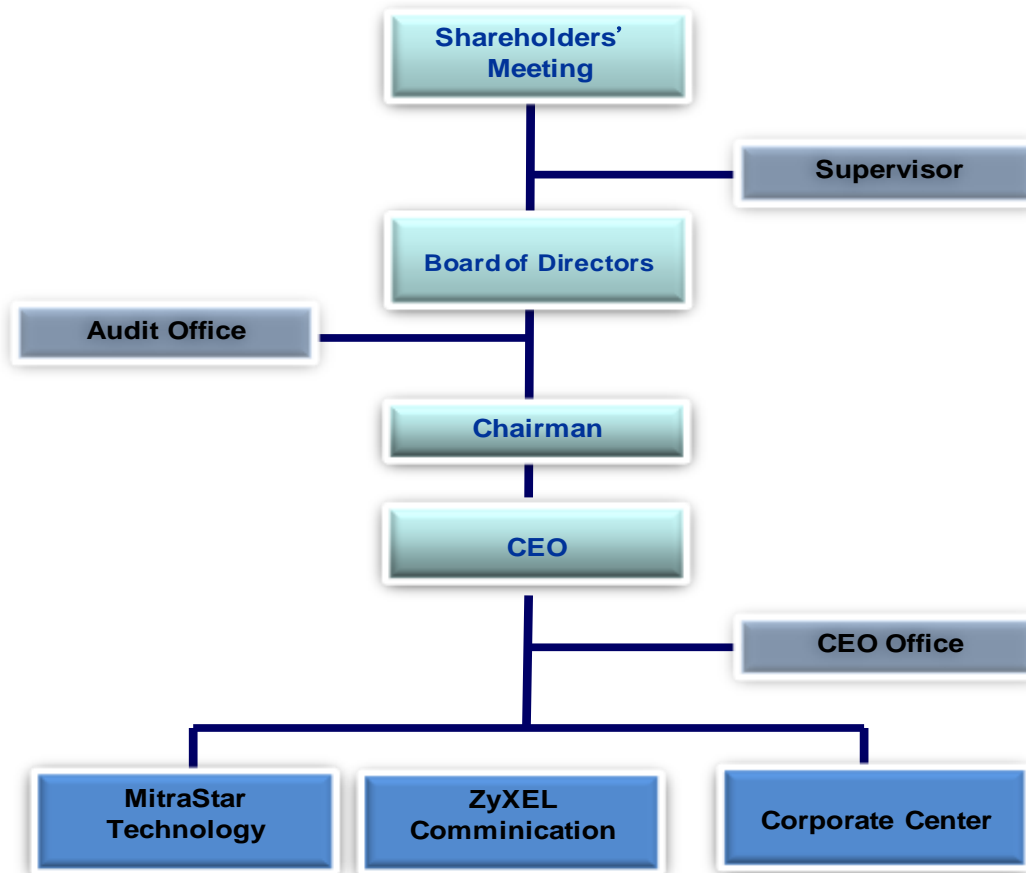 Shareholders’
Meeting
Supervisor
Board of Directors
Audit Office
Chairman
CEO
CEO Office
MitraStar
Technology
ZyXEL
Comminication
Corporate Center